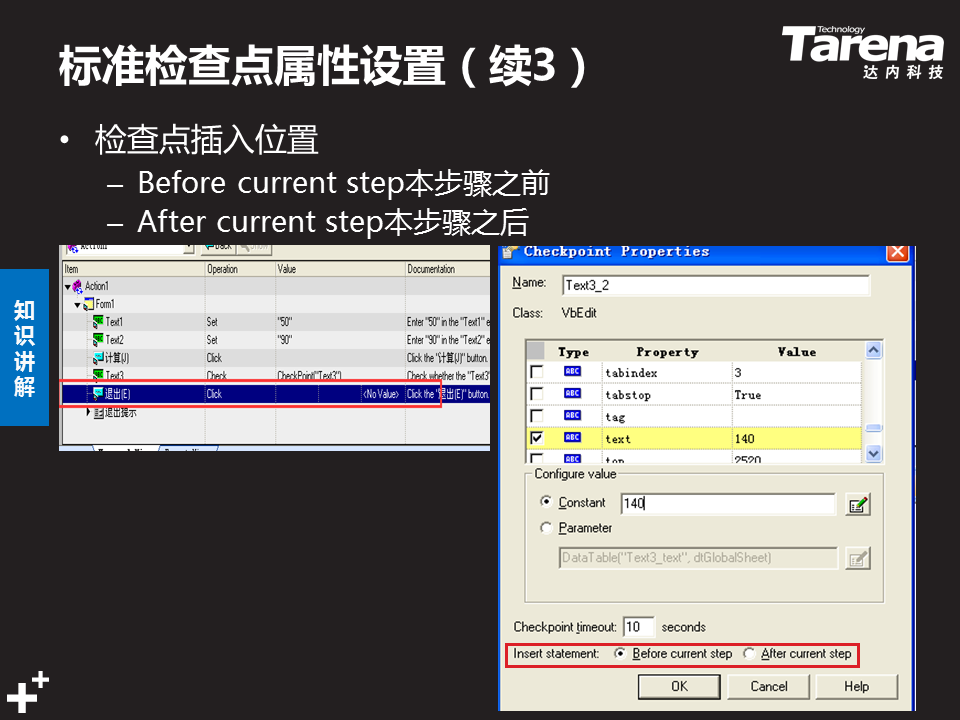 标准检查点属性设置（续3）
Technology
Tarena
达内科技
• 检查点插入位置
– Before current step本步骤之前
– After current step本步骤之后
知识讲解
Item Operation Value Documentation
Action1
Form1
Text1 Set "50" Enter "50" in the "Text1" e
Text2 Set "90" Enter "90" in the "Text2" e
计算(J) Click Click the "计算(J)" button.
Text3 Check CheckPoint("Text3") Check whether the "Text3"
退出(E) Click <No Value> Click the "退出(E)" button.
退出提示
Checkpoint Properties
Name: Text3_2
Class: VbEdit
Type Property Value
ABC tabindex 3
ABC tabstop True
ABC tag
ABC text 140
ABC top 2520
Configure value
Constant 140
Parameter
DataTable("Text3_text", dtGlobalSheet)
Checkpoint timeout: 10 seconds
Insert statement: Before current step After current step
OK Cancel Help